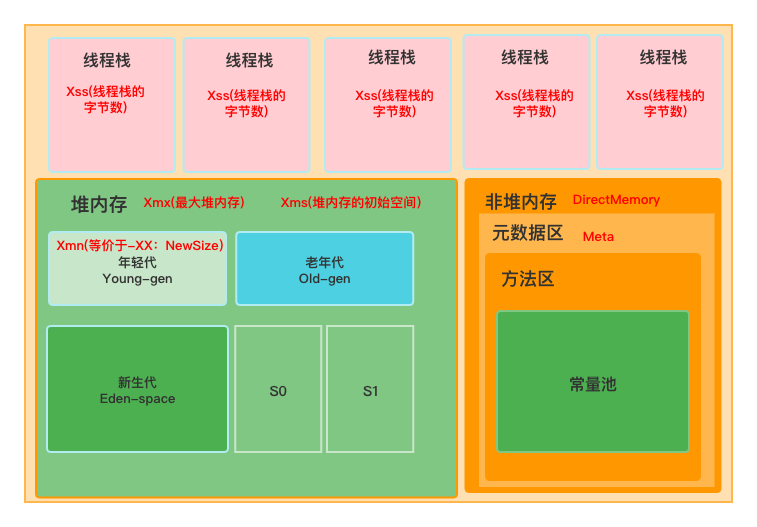 线程栈
Xss(线程栈的
字节数)
线程栈
Xss(线程栈的
字节数)
线程栈
Xss(线程栈的
字节数)
线程栈
Xss(线程栈的
字节数)
线程栈
Xss(线程栈的
字节数)
堆内存 Xmx(最大堆内存) Xms(堆内存的初始空间)
Xmn(等价于-XX：NewSize)
年轻代
Young-gen
老年代
Old-gen
新生代
Eden-space
S0
S1
非堆内存 DirectMemory
元数据区 Meta
方法区
常量池